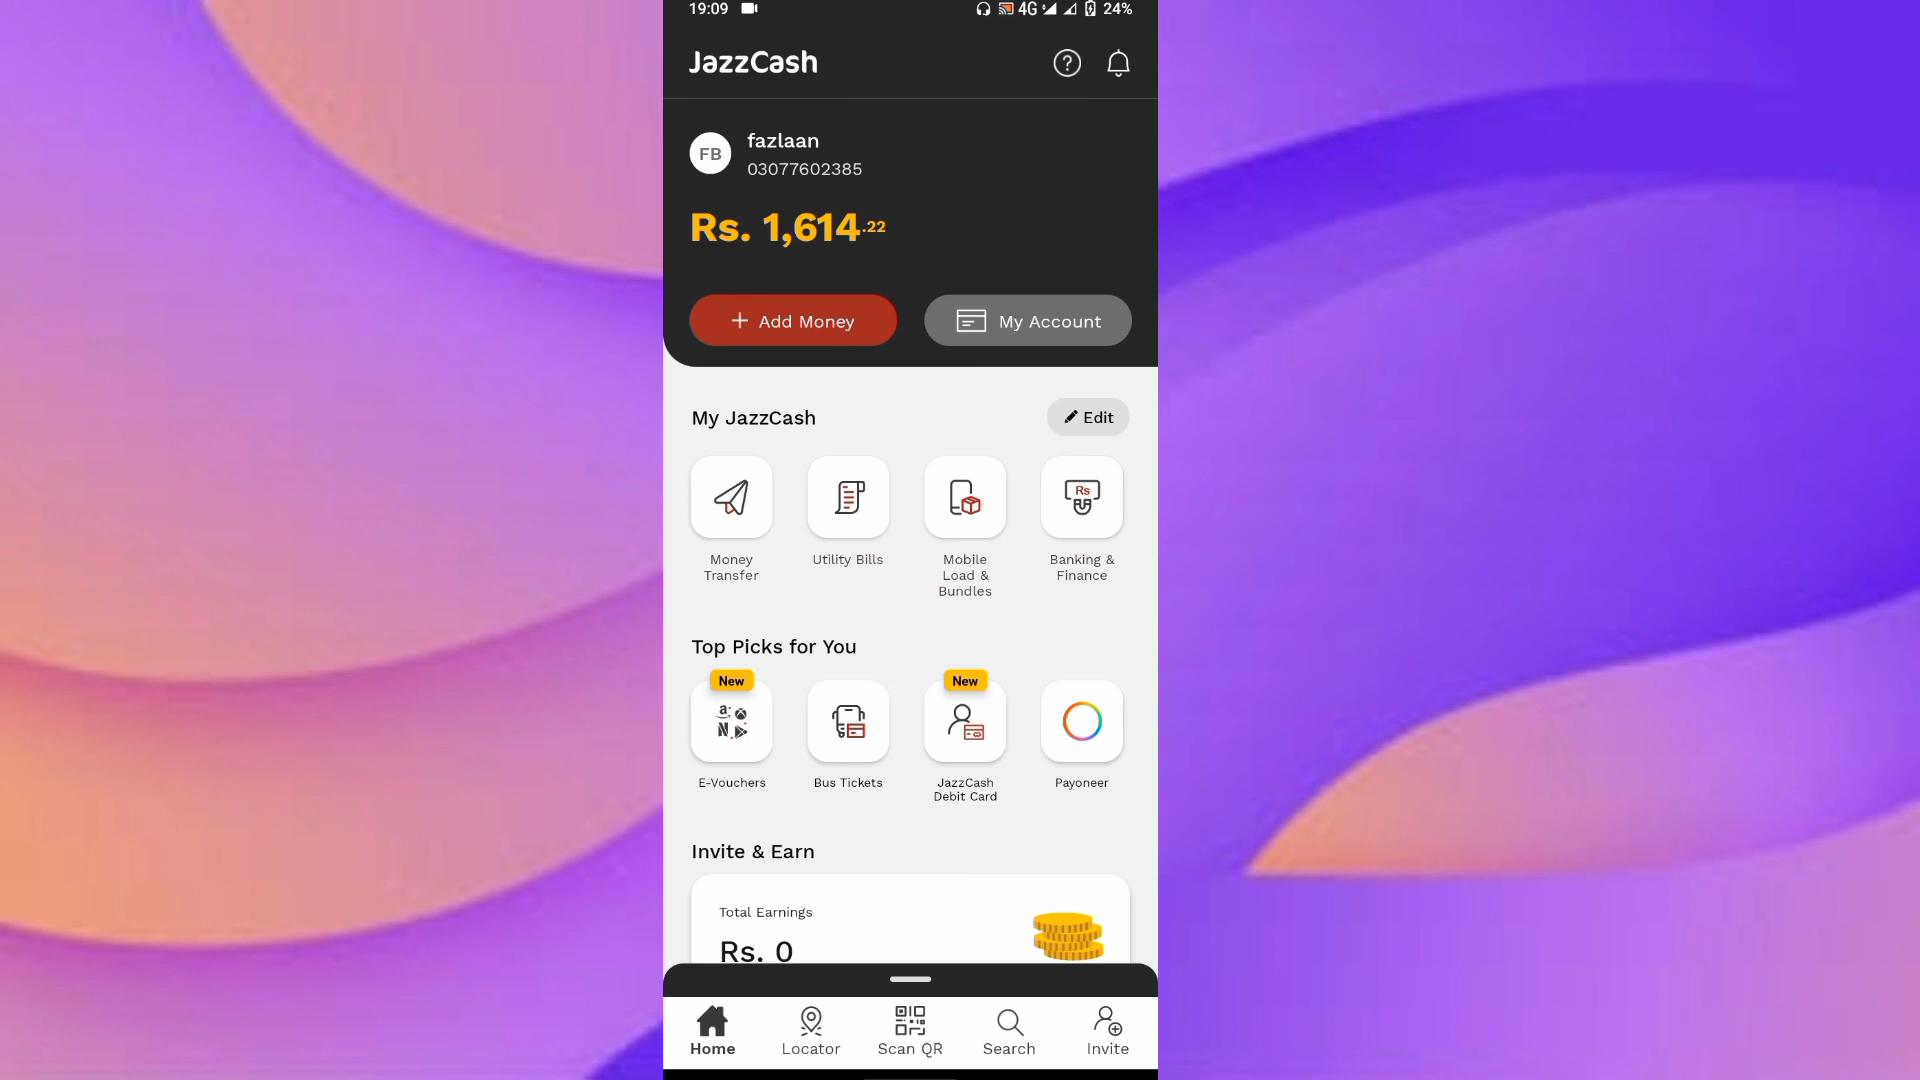 19:09 4G 24%
JazzCash
FB fazlaan
03077602385
Rs. 1,614.22
Add Money My Account
My JazzCash Edit
Rs
Money Transfer
Utility Bills
Mobile Load & Bundles
Banking & Finance
Top Picks for You
New New
a N
E-Vouchers
Bus Tickets
JazzCash Debit Card
Payoneer
Invite & Earn
Total Earnings
Rs. 0
Home Locator Scan QR Search Invite